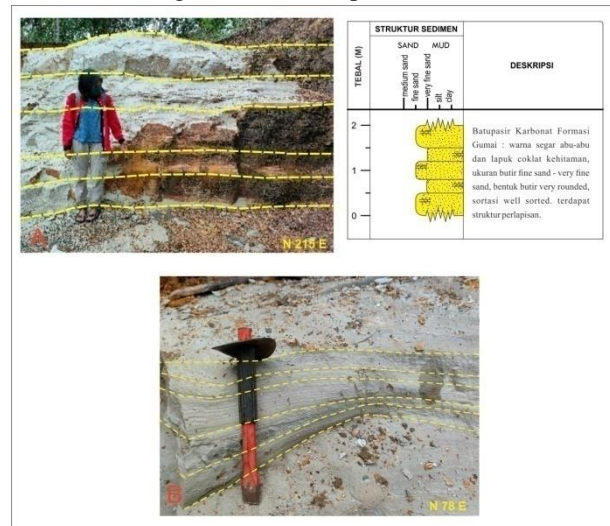 A
N 215 E
STRUKTUR SEDIMEN
TEBAL (M)
SAND MUD
medium sand
fine sand
very fine sand
silt
clay
DESKRIPSI
2
1
0
Batupasir Karbonat Formasi
Gumai : warna segar abu-abu
dan lapuk coklat kehitaman,
ukuran butir fine sand - very fine
sand, bentuk butir very rounded,
sortasi well sorted. terdapat
struktur perlapisan.
B
N 78 E